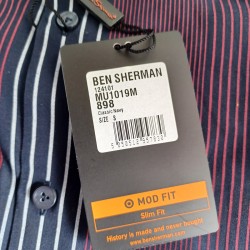 BEN SHERMAN
124101
MU1019M
898
Classic Navy
SIZE S
MOD FIT
Slim Fit
History is made and never bought
www.bensherman.com